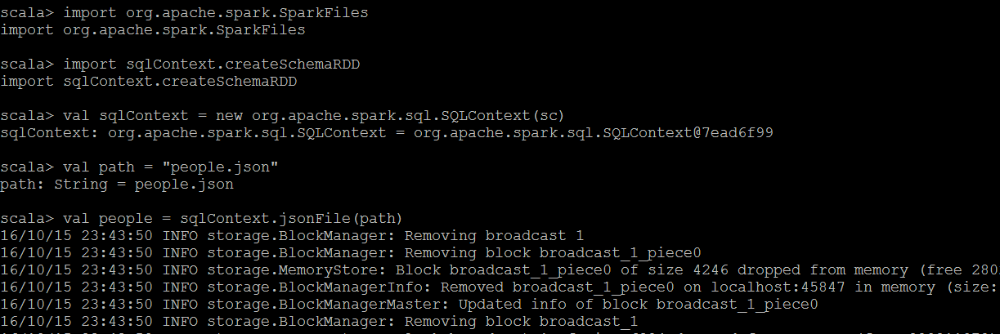 scala> import org.apache.spark.SparkFiles
import org.apache.spark.SparkFiles
scala> import sqlContext.createSchemaRDD
import sqlContext.createSchemaRDD
scala> val sqlContext = new org.apache.spark.sql.SQLContext(sc)
sqlContext: org.apache.spark.sql.SQLContext = org.apache.spark.sql.SQLContext@7ead6f99
scala> val path = "people.json"
path: String = people.json
scala> val people = sqlContext.jsonFile(path)
16/10/15 23:43:50 INFO storage.BlockManager: Removing broadcast 1
16/10/15 23:43:50 INFO storage.BlockManager: Removing block broadcast_1_piece0
16/10/15 23:43:50 INFO storage.MemoryStore: Block broadcast_1_piece0 of size 4246 dropped from memory (free 280
16/10/15 23:43:50 INFO storage.BlockManagerInfo: Removed broadcast_1_piece0 on localhost:45847 in memory (size:
16/10/15 23:43:50 INFO storage.BlockManagerMaster: Updated info of block broadcast_1_piece0
16/10/15 23:43:50 INFO storage.BlockManager: Removing block broadcast_1